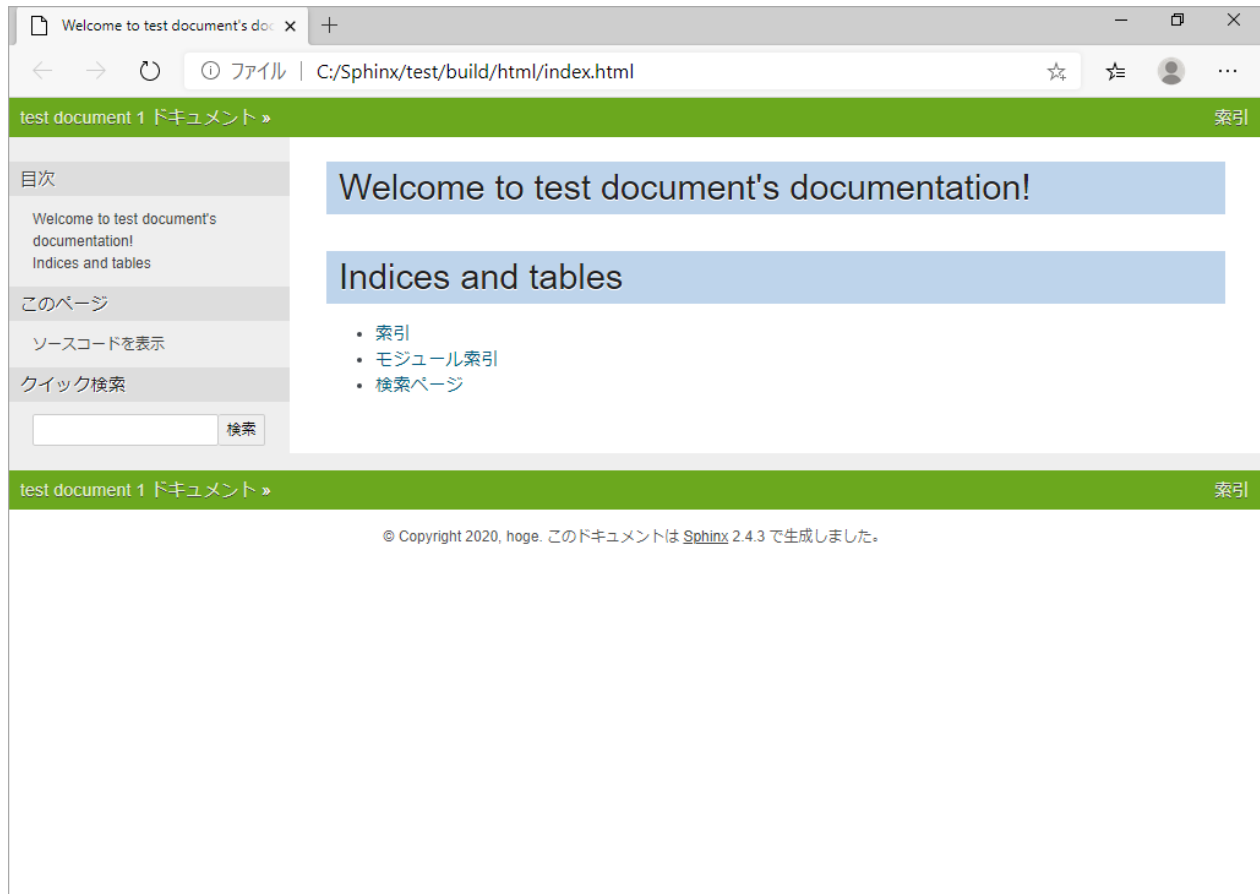 Welcome to test document's doc
ファイル
C:/Sphinx/test/build/html/index.html
test document 1 ドキュメント »
索引
目次
Welcome to test document's
documentation!
Indices and tables
このページ
ソースコードを表示
クイック検索
検索
Welcome to test document's documentation!
Indices and tables
索引
モジュール索引
検索ページ
test document 1 ドキュメント »
索引
© Copyright 2020, hoge. このドキュメントは Sphinx 2.4.3 で生成しました。